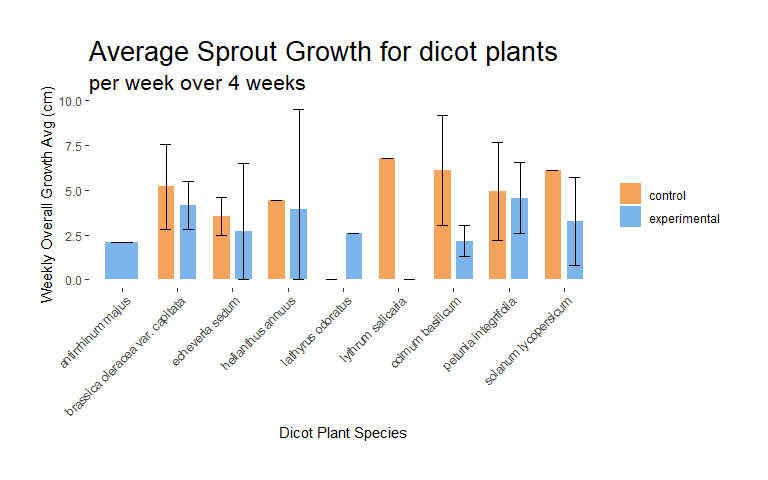 Average Sprout Growth for dicot plants
per week over 4 weeks
Weekly Overall Growth Avg (cm)
10.0
7.5
5.0
2.5
0.0
antirrhinum majus
brassica oleracea var. capitata
echeveria sedum
helianthus annuus
lathyrus odoratus
lythrum salicaria
ocimum basilicum
petunia integrifolia
solanum lycopersicum
Dicot Plant Species
control
experimental